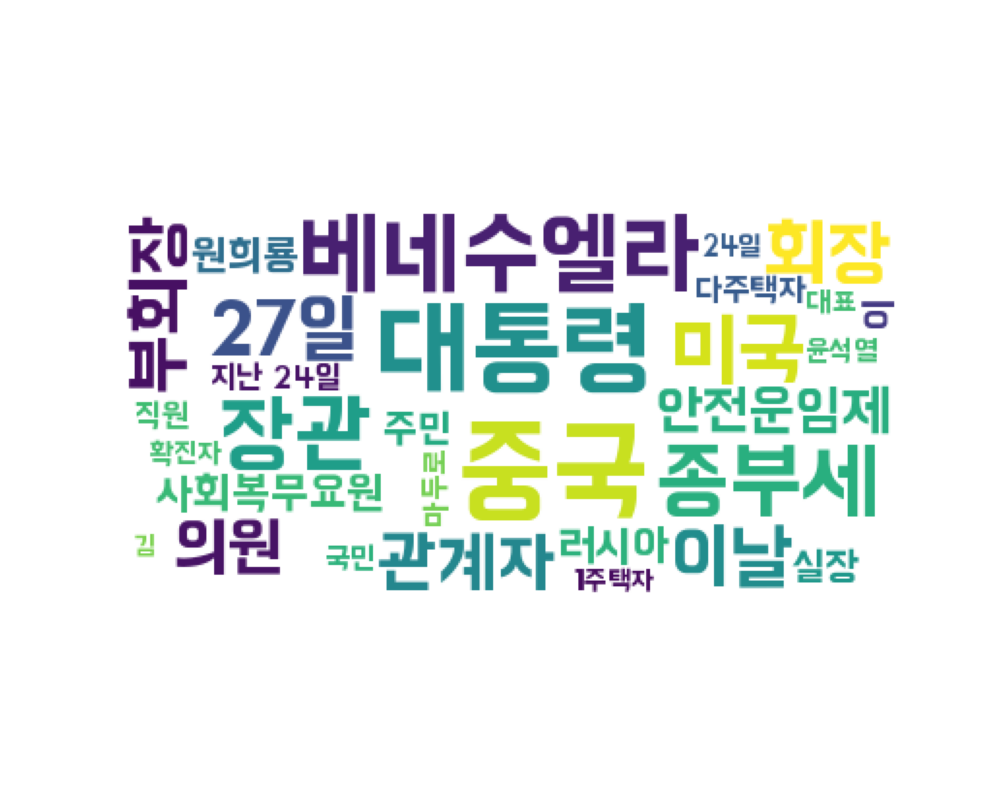 부회장
원희룡
베네수엘라
24일
회장
다주택자
대표
이
27일
대통령
미국
윤석열
지난 24일
직원
장관
주민
안전운임제
확진자
마두로
중국
종부세
사회복무요원
김
의원
국민
관계자
러시아
이날
실장
1주택자